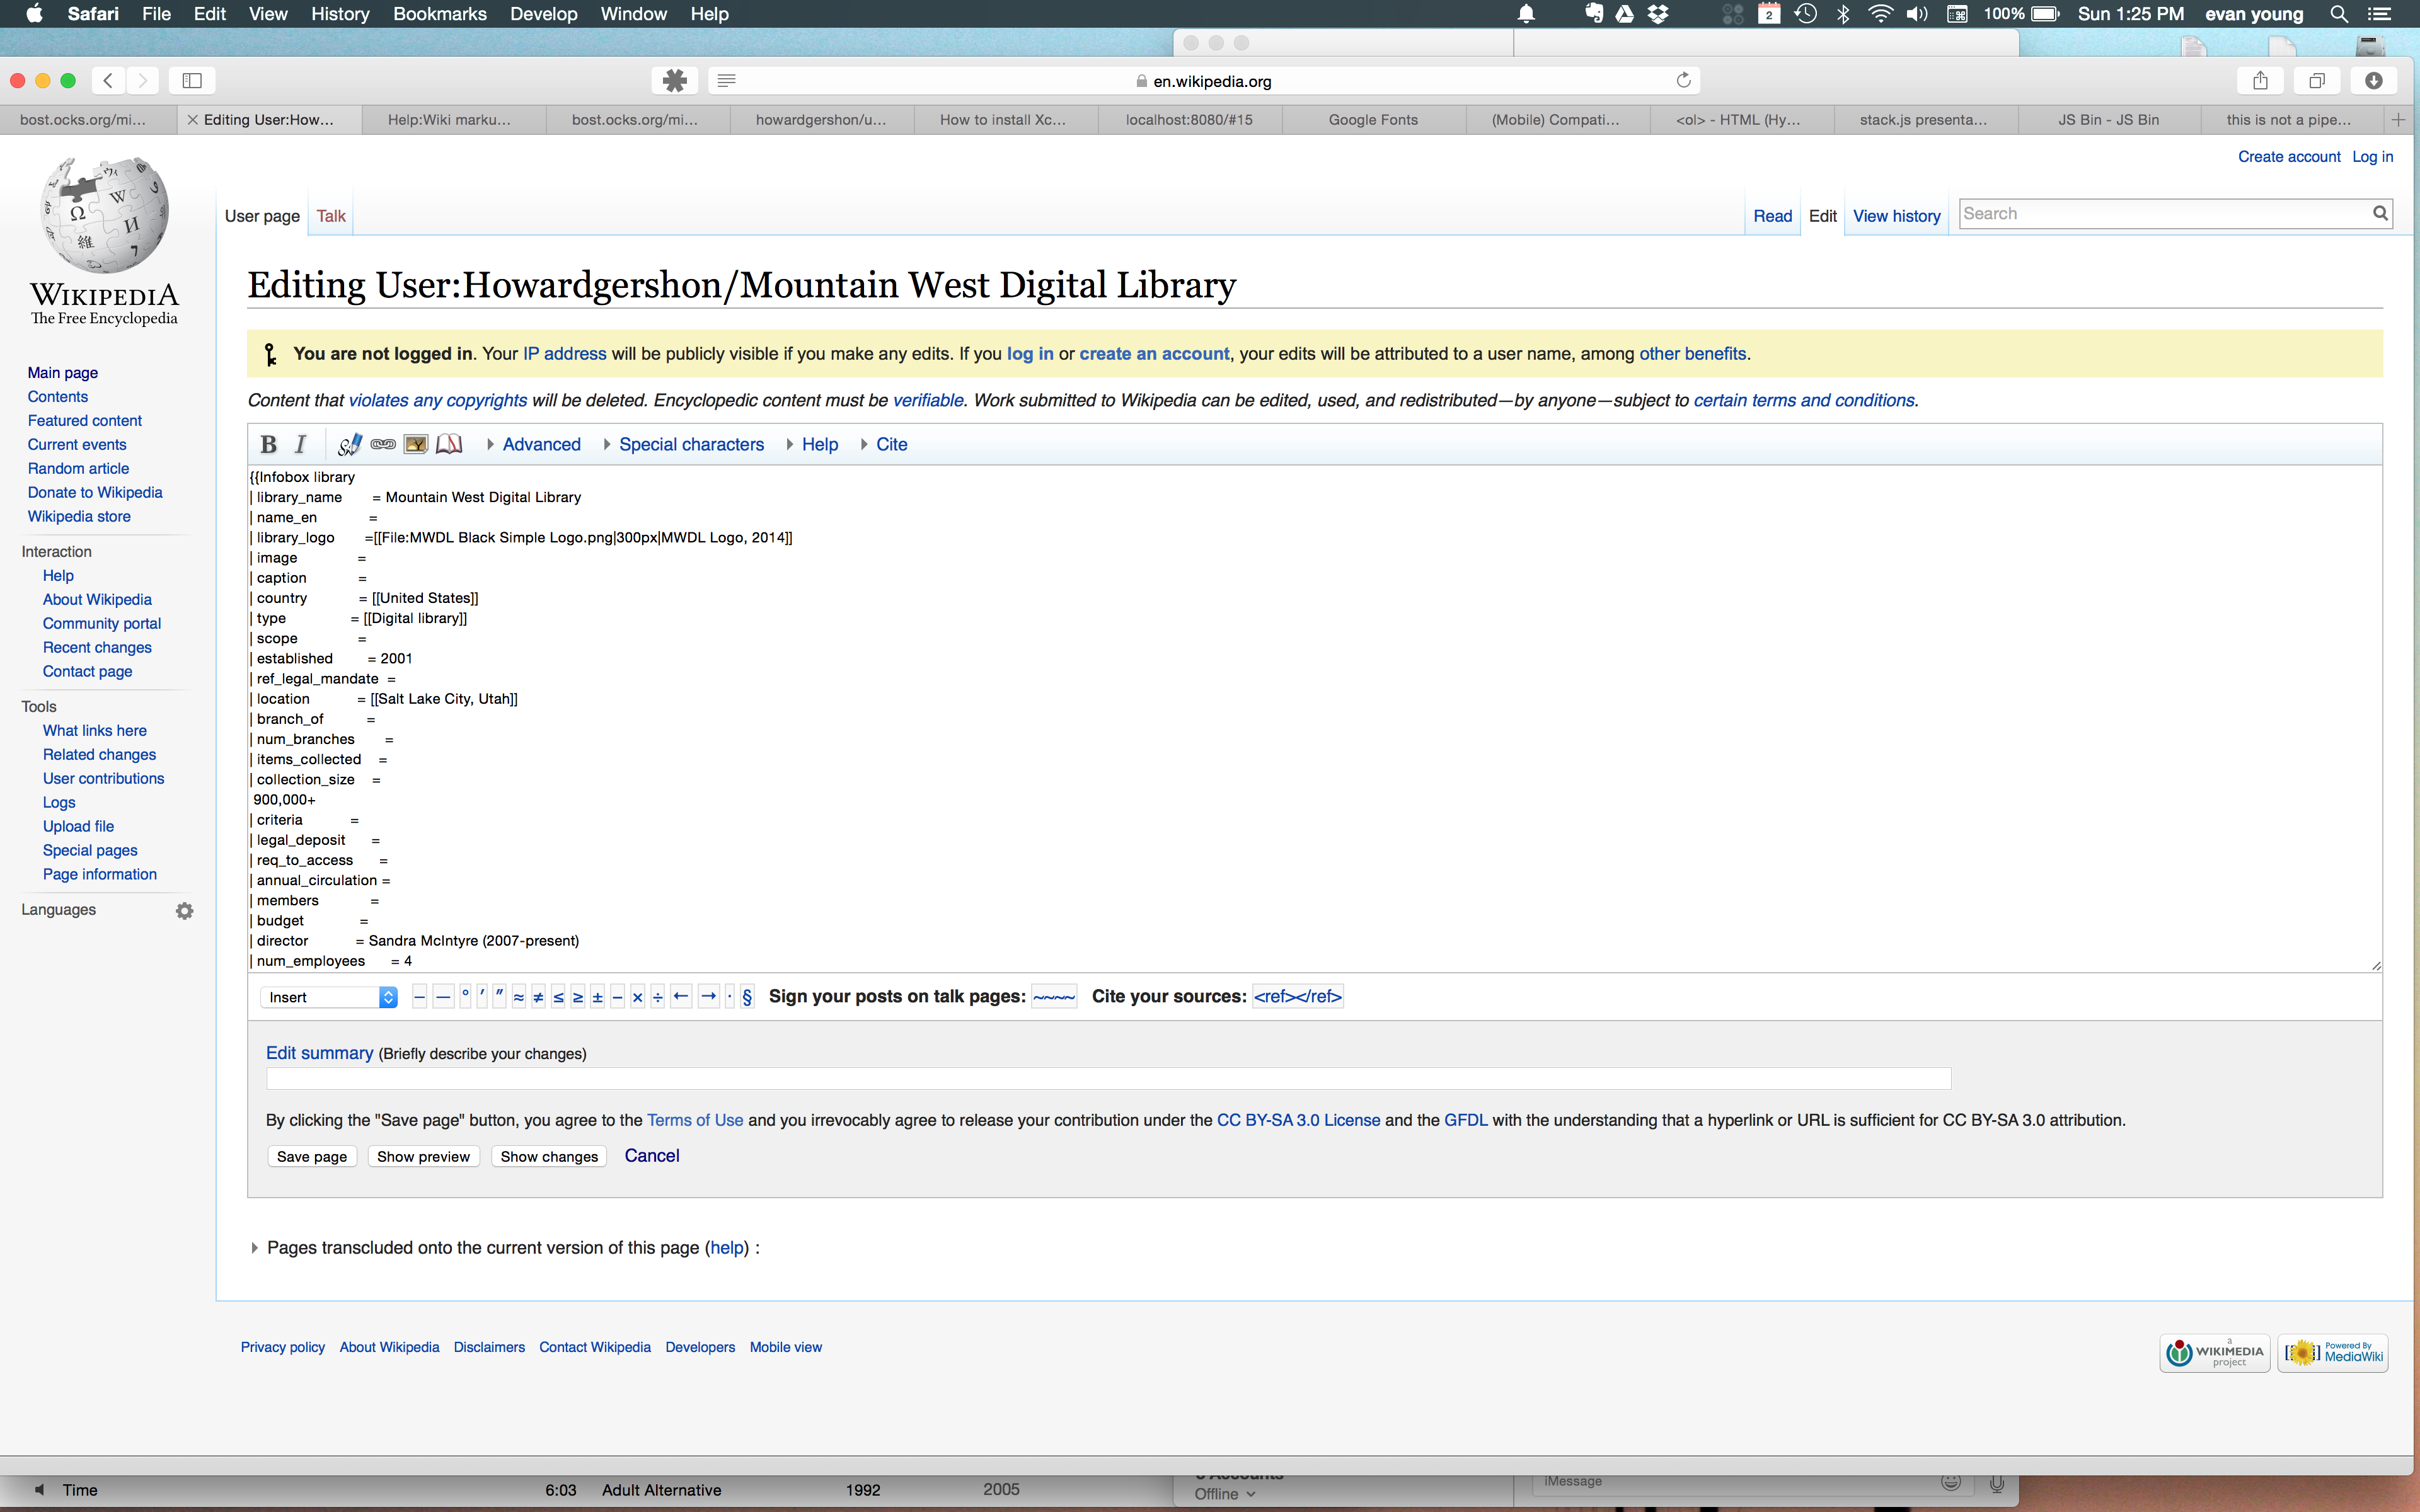 Safari File Edit View History Bookmarks Develop Window Help
2 100% Sun 1:25 PM evan young
en.wikipedia.org
bost.ocks.org/mi... Editing User:How... Help:Wiki marku... bost.ocks.org/mi... howardgershon/u... How to install Xc... localhost:8080/#15 Google Fonts (Mobile) Compati... <ol> - HTML (Hy... stack.js presenta... JS Bin - JS Bin this is not a pipe...
Create account Log in
WIKIPEDIA
The Free Encyclopedia
User page Talk
Read Edit View history Search
Main page
Contents
Featured content
Current events
Random article
Donate to Wikipedia
Wikipedia store
Interaction
Help
About Wikipedia
Community portal
Recent changes
Contact page
Tools
What links here
Related changes
User contributions
Logs
Upload file
Special pages
Page information
Languages
Editing User:Howardgershon/Mountain West Digital Library
You are not logged in. Your IP address will be publicly visible if you make any edits. If you log in or create an account, your edits will be attributed to a user name, among other benefits.
Content that violates any copyrights will be deleted. Encyclopedic content must be verifiable. Work submitted to Wikipedia can be edited, used, and redistributed—by anyone—subject to certain terms and conditions.
B I Advanced Special characters Help Cite
{{Infobox library
| library_name = Mountain West Digital Library
| name_en =
| library_logo =[[File:MWDL Black Simple Logo.png|300px|MWDL Logo, 2014]]
| image =
| caption =
| country = [[United States]]
| type = [[Digital library]]
| scope =
| established = 2001
| ref_legal_mandate =
| location = [[Salt Lake City, Utah]]
| branch_of =
| num_branches =
| items_collected =
| collection_size =
900,000+
| criteria =
| legal_deposit =
| req_to_access =
| annual_circulation =
| members =
| budget =
| director = Sandra McIntyre (2007-present)
| num_employees = 4
Insert – — ° ′ ″ ≈ ≠ ≤ ≥ ± − × ÷ ← → · § Sign your posts on talk pages: ~~~~ Cite your sources: <ref></ref>
Edit summary (Briefly describe your changes)
By clicking the "Save page" button, you agree to the Terms of Use and you irrevocably agree to release your contribution under the CC BY-SA 3.0 License and the GFDL with the understanding that a hyperlink or URL is sufficient for CC BY-SA 3.0 attribution.
Save page Show preview Show changes Cancel
Pages transcluded onto the current version of this page (help) :
Privacy policy About Wikipedia Disclaimers Contact Wikipedia Developers Mobile view
a
WIKIMEDIA
project
Powered By
MediaWiki
Time 6:03 Adult Alternative 1992 2005
Offline
iMessage